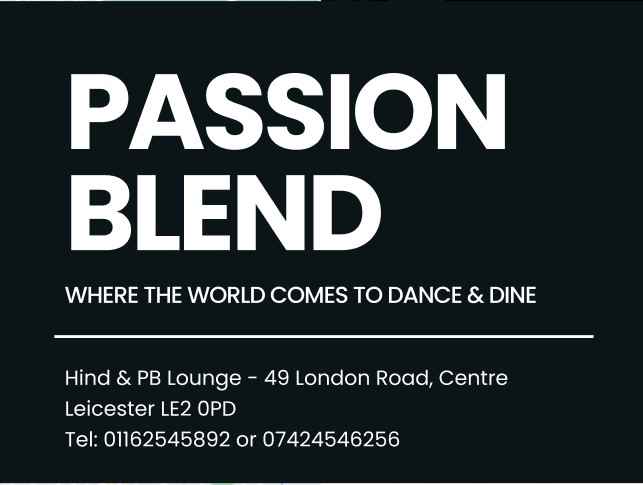 PASSION
BLEND
WHERE THE WORLD COMES TO DANCE & DINE
Hind & PB Lounge - 49 London Road, Centre
Leicester LE2 0PD
Tel: 01162545892 or 07424546256